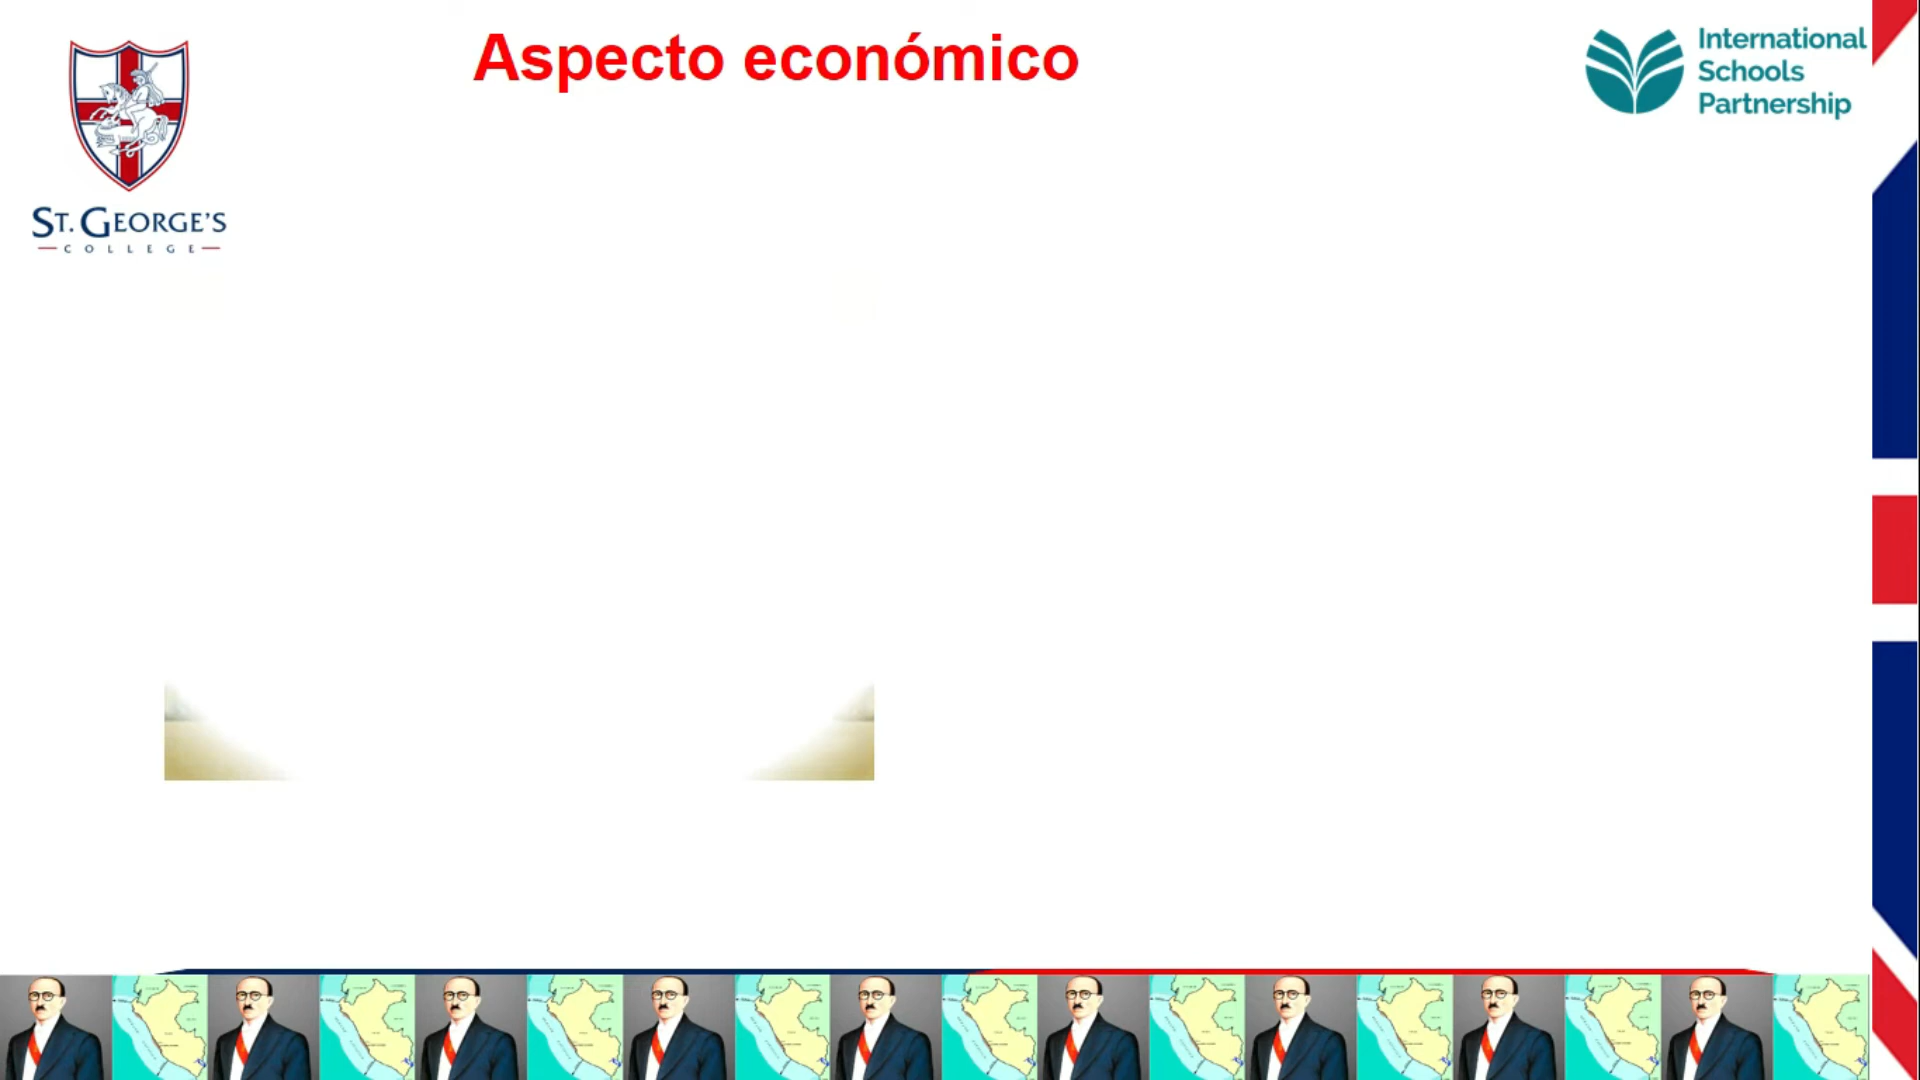 Aspecto económico
International
Schools
Partnership
ST. GEORGE'S
COLLEGE